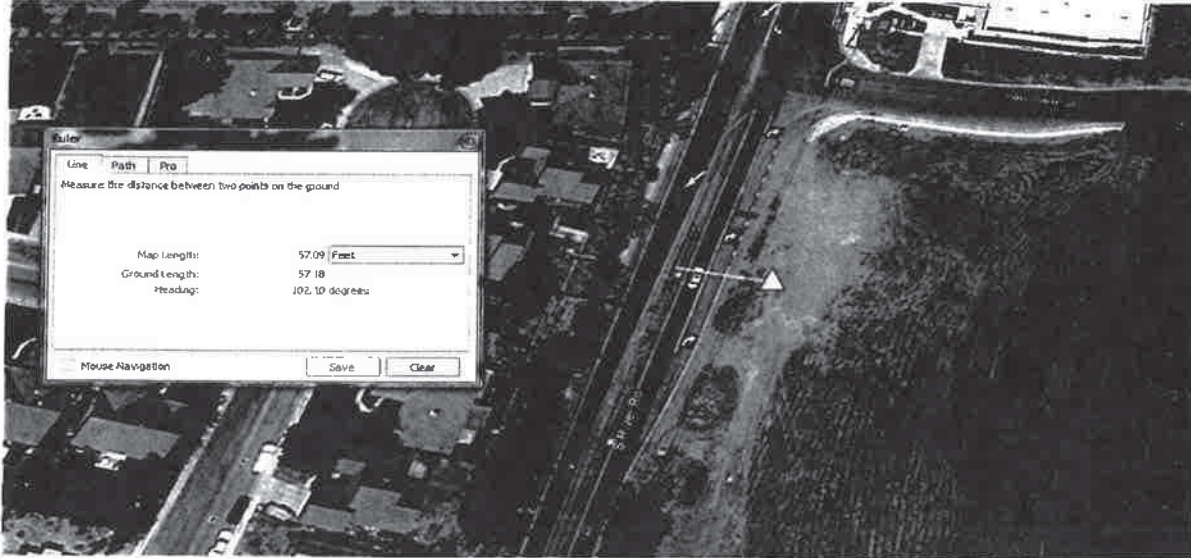 Ruler
Line Path Pro
Measure the distance between two points on the ground
Map Length: 57.09 Feet
Ground Length: 57.18
Heading: 102.10 degrees
Mouse Navigation Save Clear